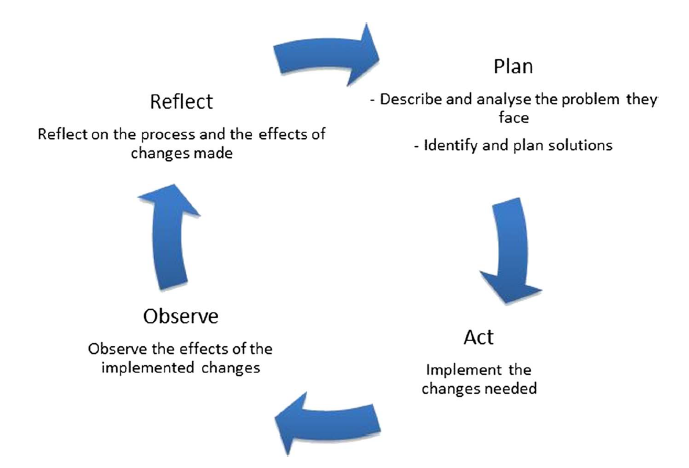 Plan
- Describe and analyse the problem they
face
- Identify and plan solutions
Act
Implement the
changes needed
Observe
Observe the effects of the
implemented changes
Reflect
Reflect on the process and the effects of
changes made